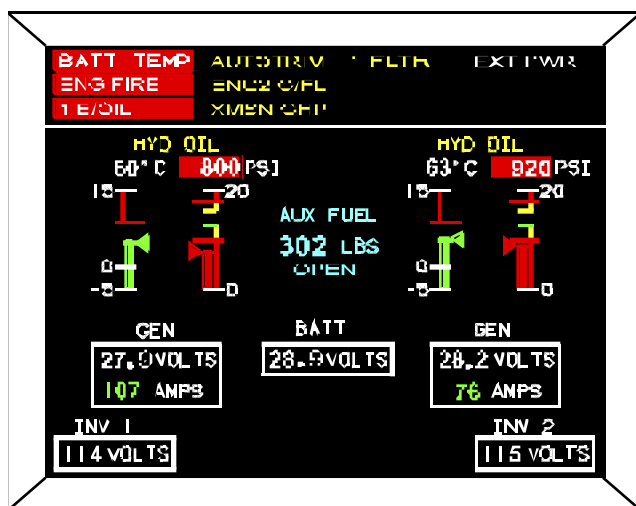 BATT TEMP AUTOTRIM 1 FLTR EXT PWR
ENG FIRE ENG2 O/FL
1 E/OIL XMSN CHIP
HYD OIL HYD OIL
60°C 800 PSI 63°C 920 PSI
15 20 15 20
AUX FUEL
302 LBS
OPEN
0 0
-5 0 -5 0
GEN BATT GEN
VOLTS 28.9 VOLTS 28.2 VOLTS
107 AMPS 76 AMPS
INV 1 INV 2
114 VOLTS 115 VOLTS